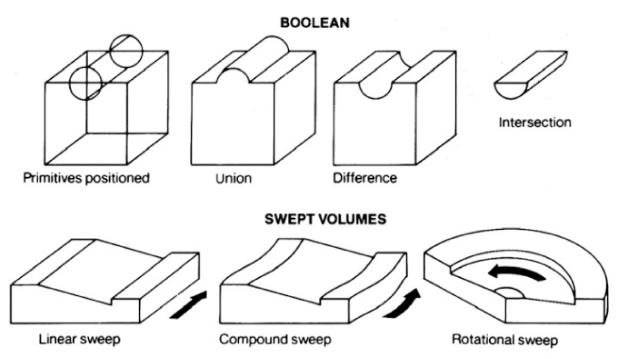 BOOLEAN
Primitives positioned
Union
Difference
Intersection
SWEPT VOLUMES
Linear sweep
Compound sweep
Rotational sweep